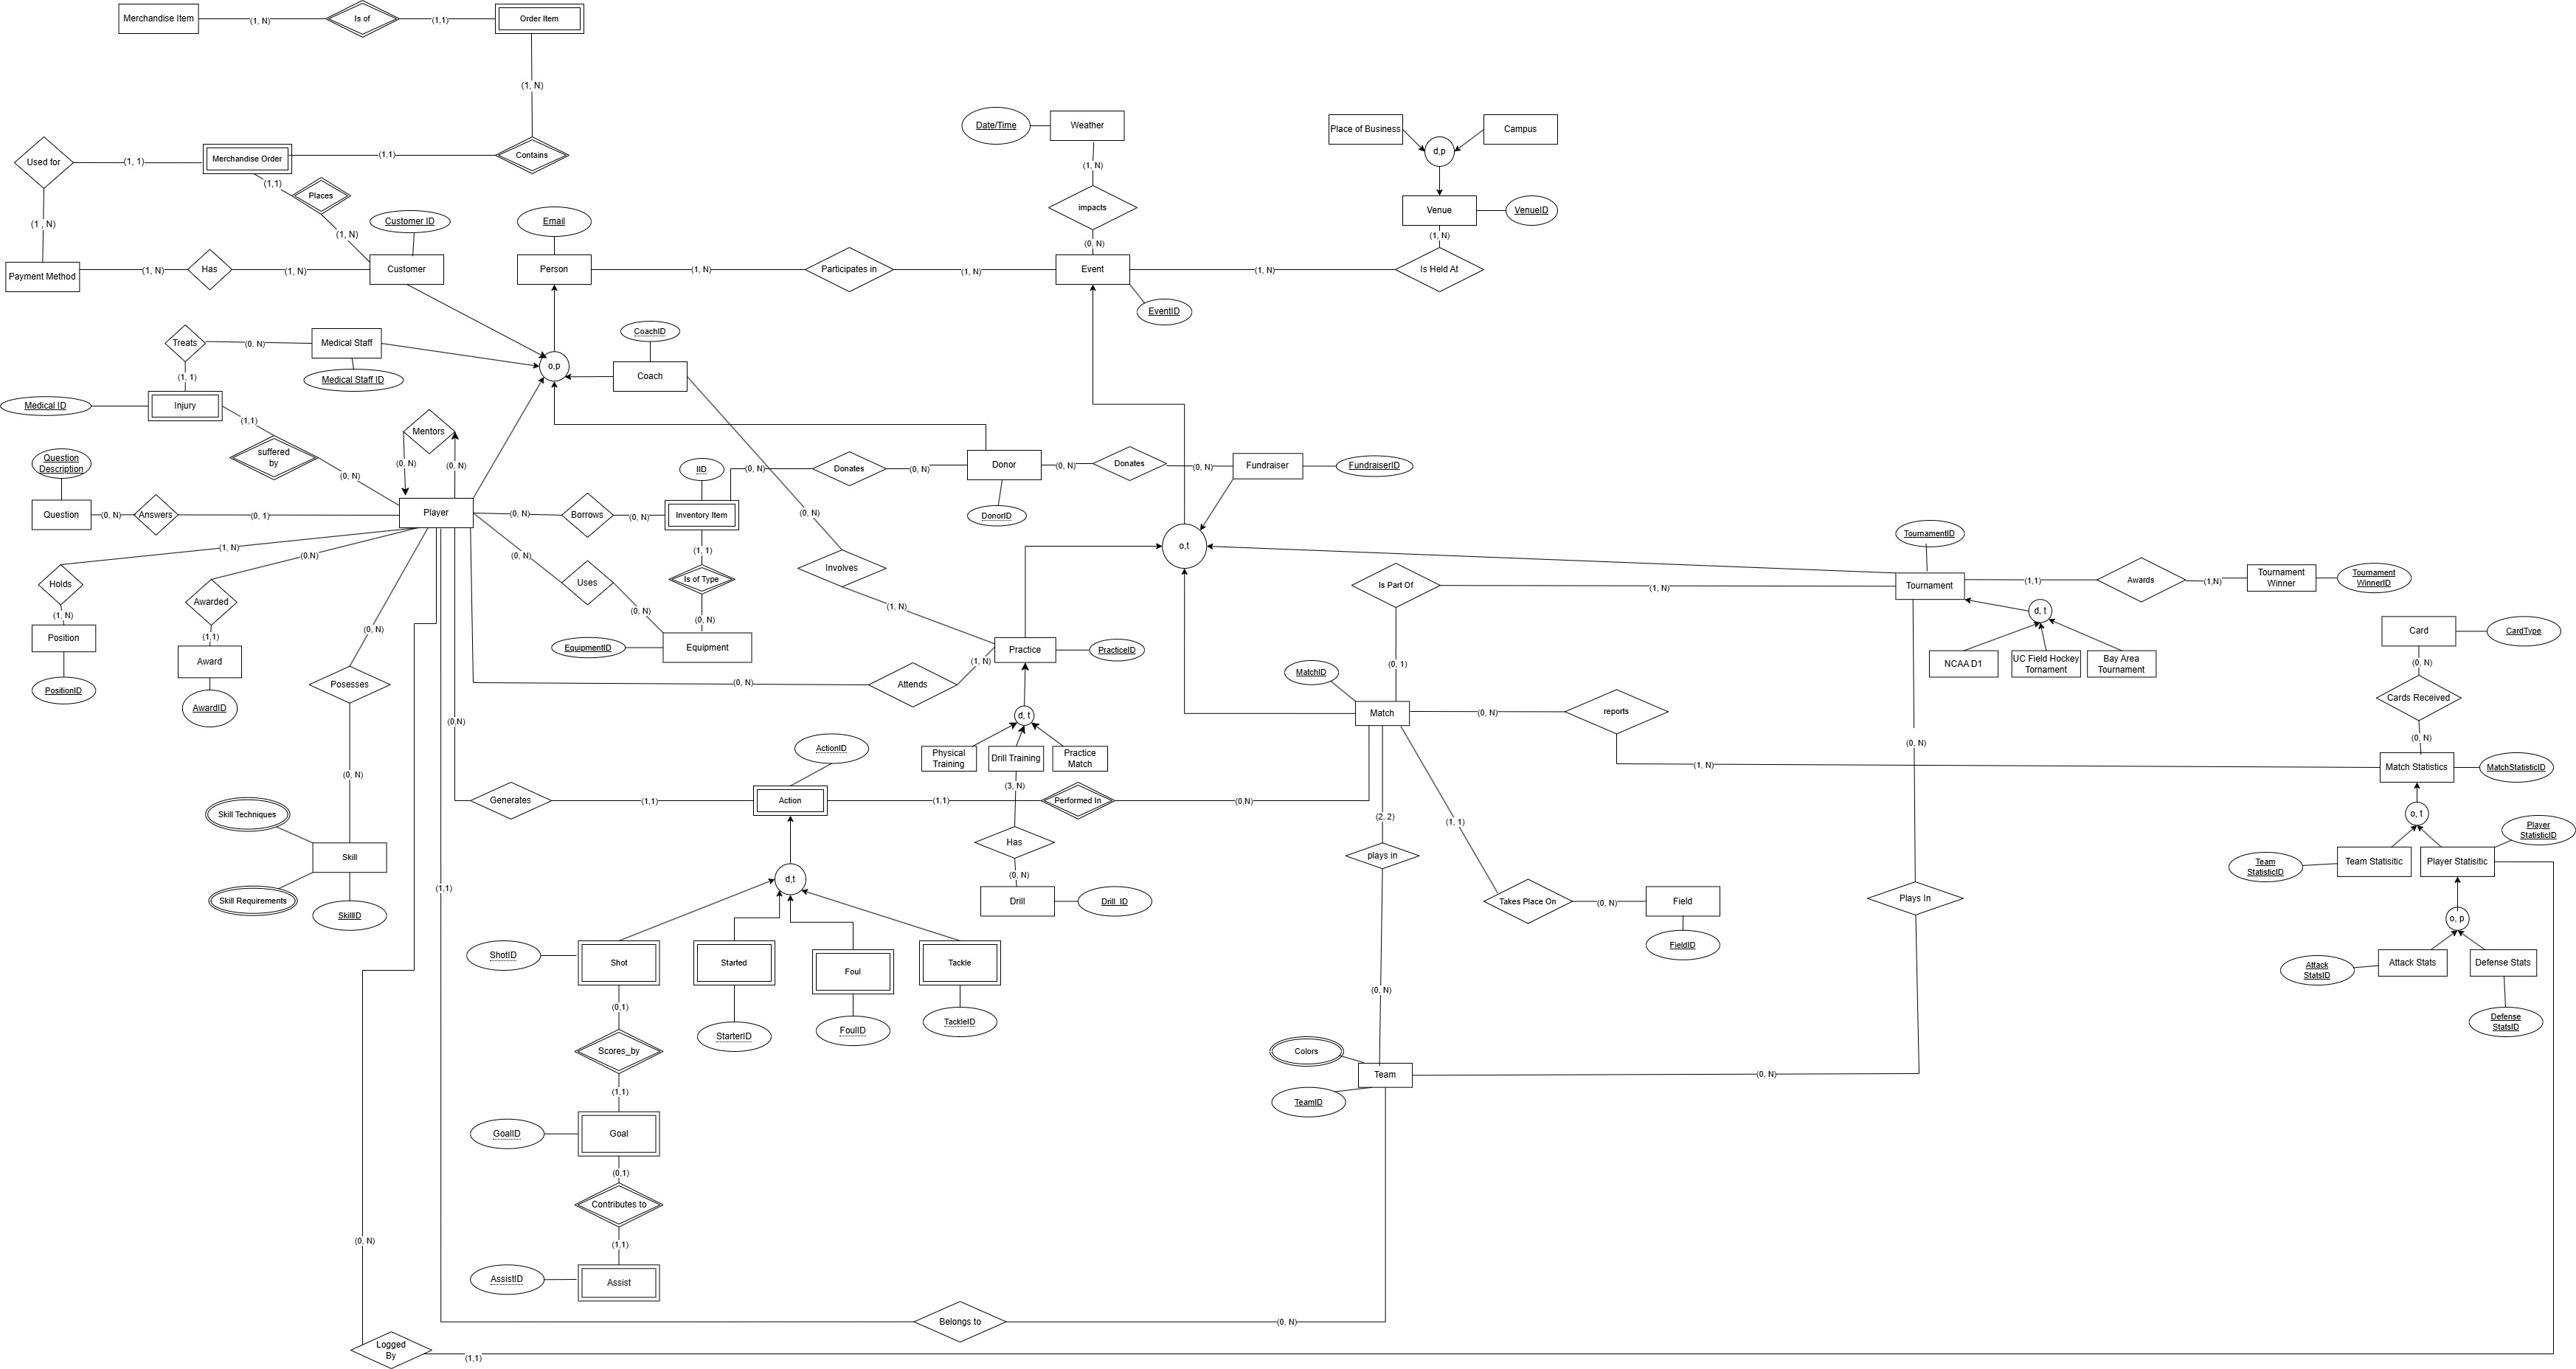 Merchandise Item
(1, N)
Is of
(1,1)
Order Item
(1, N)
Date/Time
Weather
Place of Business
Campus
d,p
Used for
(1, 1)
Merchandise Order
(1,1)
Contains
(1, N)
(1,1)
Places
impacts
Venue
VenueID
(1 , N)
(1, N)
Customer ID
Email
(0, N)
(1, N)
Payment Method
(1, N)
Has
(1, N)
Customer
Person
(1, N)
Participates in
(1, N)
Event
(1, N)
Is Held At
EventID
Treats
(0, N)
Medical Staff
CoachID
(1, 1)
Medical Staff ID
o,p
Coach
Medical ID
Injury
(1,1)
Mentors
suffered
by
Question
Description
(0, N)
(0, N)
(0, N)
IID
(0, N)
Donates
(0, N)
Donor
(0, N)
Donates
(0, N)
Fundraiser
FundraiserID
Question
(0, N)
Answers
(0, 1)
Player
(0, N)
Borrows
(0, N)
Inventory Item
DonorID
(0, N)
(1, N)
(0,N)
(0, N)
(1, 1)
o,t
TournamentID
Holds
Uses
Is of Type
Involves
Is Part Of
(1, N)
Tournament
(1,1)
Awards
(1,N)
Tournament
Winner
Tournament
WinnerID
Awarded
(1, N)
(0, N)
(0, N)
(0, N)
(1, N)
d, t
Position
(1,1)
EquipmentID
Equipment
Practice
PracticeID
Card
CardType
Award
(1, N)
(0, 1)
NCAA D1
UC Field Hockey
Tornament
Bay Area
Tournament
(0, N)
PositionID
Posesses
(0, N)
Attends
MatchID
Cards Received
AwardID
(0,N)
d, t
Match
(0, N)
reports
(0, N)
(0, N)
ActionID
Physical
Training
Drill Training
Practice
Match
(1, N)
Match Statistics
MatchStatisticID
(0, N)
(3, N)
Generates
(1,1)
Action
(1,1)
Performed In
(0,N)
(2, 2)
(1, 1)
o, t
Skill Techniques
Has
plays in
Player
StatisticID
Skill
Team
StatisticID
Team Statisitic
Player Statisitic
(1,1)
d,t
(0, N)
Skill Requirements
SkillID
Drill
Drill_ID
Takes Place On
(0, N)
Field
Plays In
o, p
ShotID
Shot
Started
Foul
Tackle
FieldID
Attack
StatsID
Attack Stats
Defense Stats
(0,1)
(0, N)
StarterID
FoulID
TackleID
Defense
StatsID
Scores_by
Colors
(1,1)
Team
(0, N)
TeamID
GoalID
Goal
(0,1)
Contributes to
(0, N)
(1,1)
AssistID
Assist
Belongs to
(0, N)
Logged
By
(1,1)